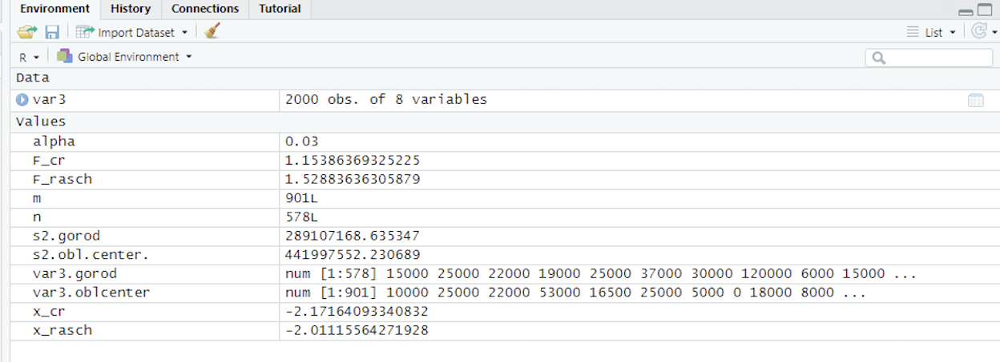 Environment History Connections Tutorial
Import Dataset List
R Global Environment
Data
var3 2000 obs. of 8 variables
Values
alpha 0.03
F_cr 1.15386369325225
F_rasch 1.52883636305879
m 901L
n 578L
s2.gorod 289107168.635347
s2.obl.center. 441997552.230689
var3.gorod num [1:578] 15000 25000 22000 19000 25000 37000 30000 120000 6000 15000 ...
var3.oblcenter num [1:901] 10000 25000 22000 53000 16500 25000 5000 0 18000 8000 ...
x_cr -2.17164093340832
x_rasch -2.01115564271928